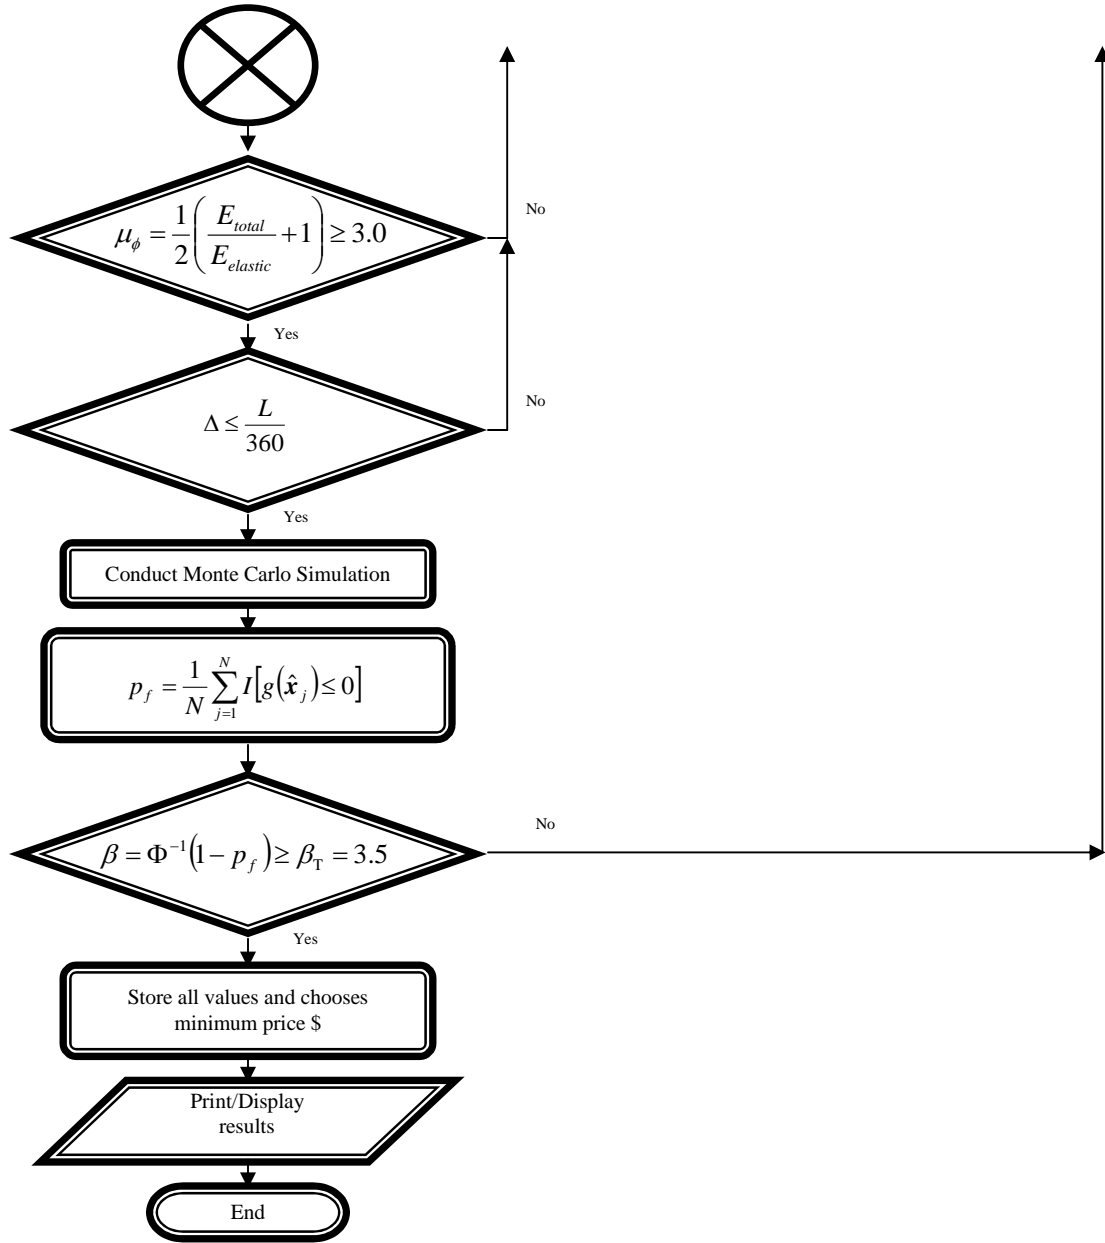 μ_ϕ = 1/2 ( E_total / E_elastic + 1 ) ≥ 3.0
No
Yes
Δ ≤ L / 360
No
Yes
Conduct Monte Carlo Simulation
p_f = 1/N ∑_{j=1}^{N} I[g(x̂_j) ≤ 0]
β = Φ^{−1}(1 − p_f) ≥ β_T = 3.5
No
Yes
Store all values and chooses
minimum price $
Print/Display
results
End